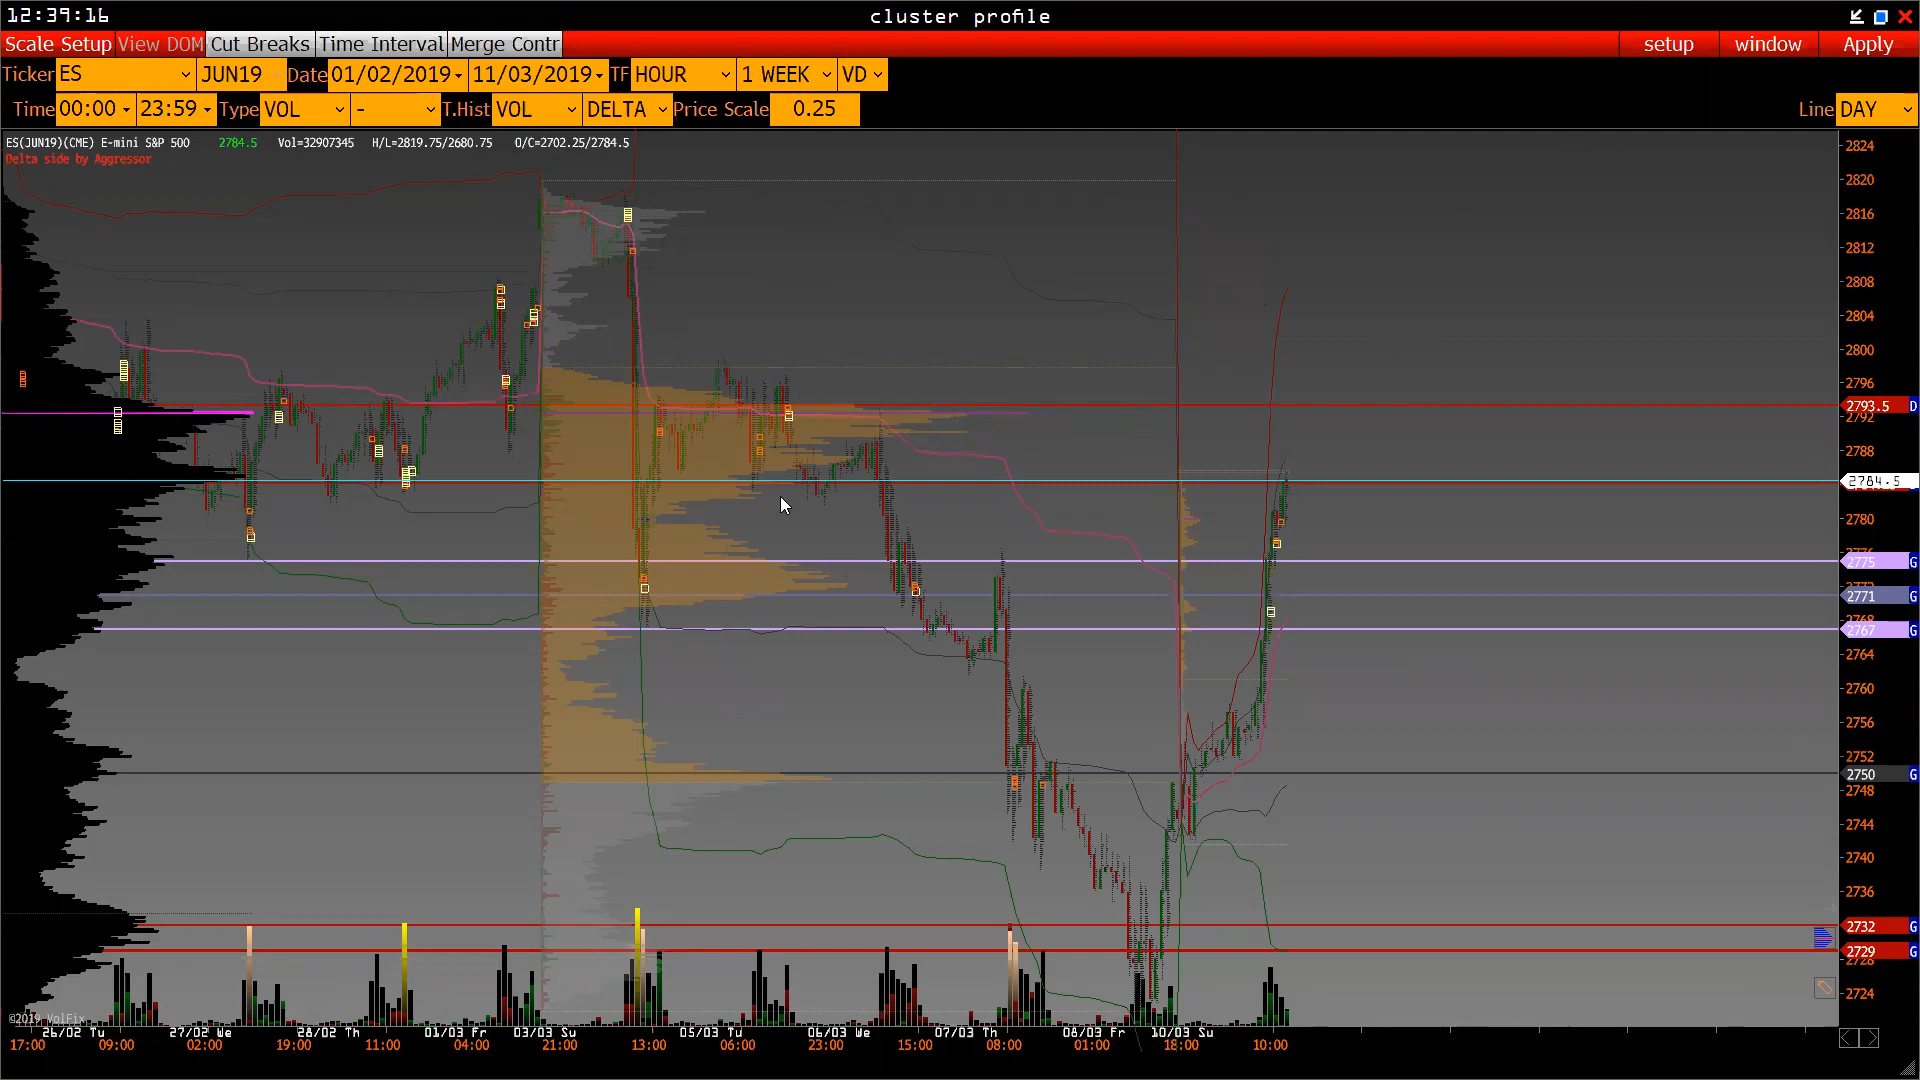 12:39:16 cluster profile
Scale Setup View DOM Cut Breaks Time Interval Merge Contr setup window Apply
Ticker ES JUN19 Date 01/02/2019 11/03/2019 TF HOUR 1 WEEK VD
Time 00:00 23:59 Type VOL - T.Hist VOL DELTA Price Scale 0.25 Line DAY
ES(JUN19)(CME) E-mini S&P 500 2784.5 Vol=32907345 H/L=2819.75/2680.75 O/C=2702.25/2784.5
Delta side by Aggressor
2824
2820
2816
2812
2808
2804
2800
2796
2793.5 D
2792
2788
2784.5
2780
2776
2775 G
2772
2771 G
2768
2767 G
2764
2760
2756
2752
2750 G
2748
2744
2740
2736
2732 G
2729 G
2728
2724
©2019 VolFix
26/02 Tu 27/02 We 28/02 Th 01/03 Fr 03/03 Su 05/03 Tu 06/03 We 07/03 Th 08/03 Fr 10/03 Su
17:00 09:00 02:00 19:00 11:00 04:00 21:00 13:00 06:00 23:00 15:00 08:00 01:00 18:00 10:00